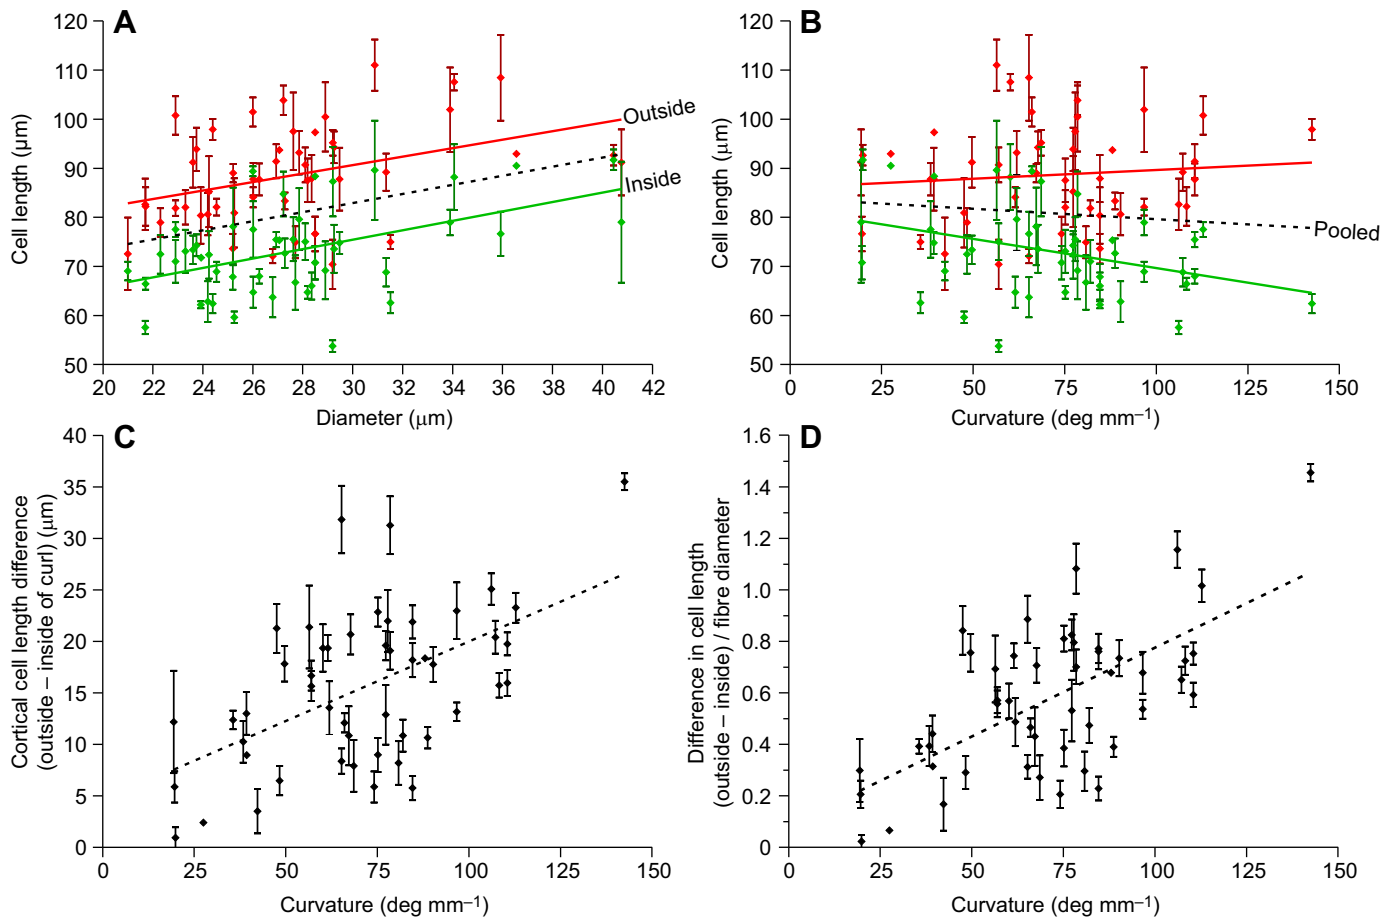 A
Cell length (μm)
120
110
100
90
80
70
60
50
Outside
Inside
20 22 24 26 28 30 32 34 36 38 40 42
Diameter (μm)
B
Cell length (μm)
120
110
100
90
80
70
60
50
Pooled
0 25 50 75 100 125 150
Curvature (deg mm–1)
C
Cortical cell length difference
(outside – inside of curl) (μm)
40
35
30
25
20
15
10
5
0
0 25 50 75 100 125 150
Curvature (deg mm–1)
D
Difference in cell length
(outside – inside) / fibre diameter
1.6
1.4
1.2
1.0
0.8
0.6
0.4
0.2
0
0 25 50 75 100 125 150
Curvature (deg mm–1)